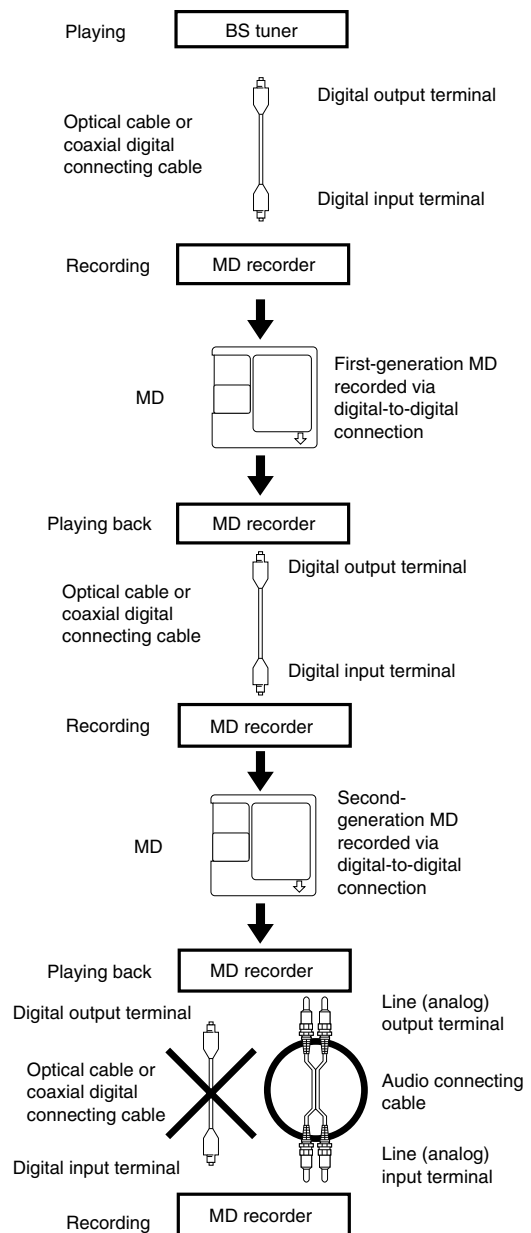 Playing
BS tuner
Digital output terminal
Optical cable or
coaxial digital
connecting cable
Digital input terminal
Recording
MD recorder
MD
First-generation MD
recorded via
digital-to-digital
connection
Playing back
MD recorder
Digital output terminal
Optical cable or
coaxial digital
connecting cable
Digital input terminal
Recording
MD recorder
MD
Second-
generation MD
recorded via
digital-to-digital
connection
Playing back
MD recorder
Digital output terminal
Line (analog)
output terminal
Optical cable or
coaxial digital
connecting cable
Audio connecting
cable
Digital input terminal
Line (analog)
input terminal
Recording
MD recorder